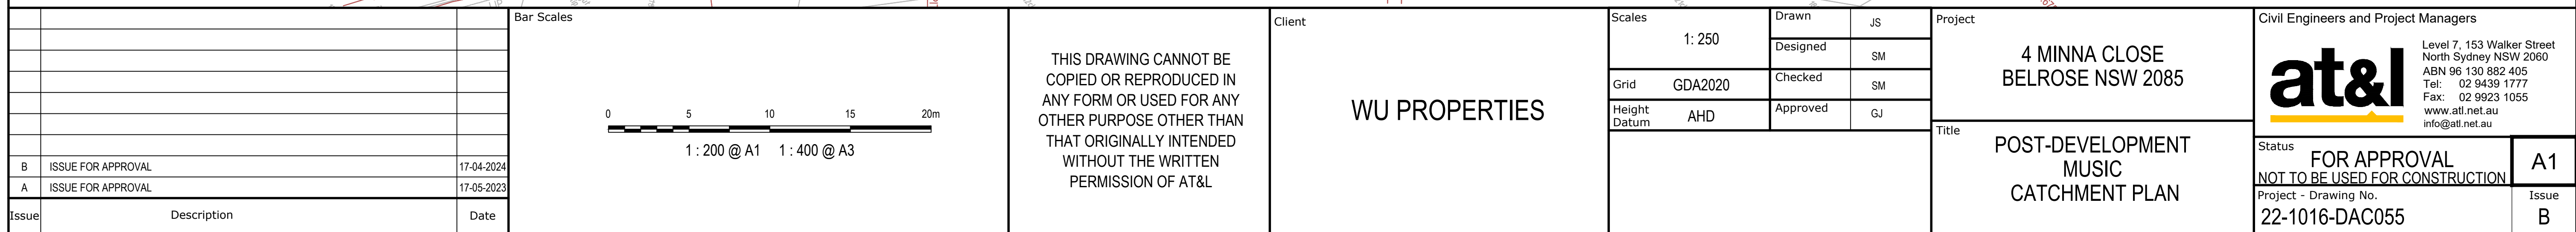 B ISSUE FOR APPROVAL 17-04-2024
A ISSUE FOR APPROVAL 17-05-2023
Issue Description Date
Bar Scales
0 5 10 15 20m
1 : 200 @ A1 1 : 400 @ A3
THIS DRAWING CANNOT BE
COPIED OR REPRODUCED IN
ANY FORM OR USED FOR ANY
OTHER PURPOSE OTHER THAN
THAT ORIGINALLY INTENDED
WITHOUT THE WRITTEN
PERMISSION OF AT&L
Client
WU PROPERTIES
Scales
1: 250
Grid GDA2020
Height
Datum AHD
Drawn JS
Designed SM
Checked SM
Approved GJ
Project
4 MINNA CLOSE
BELROSE NSW 2085
Title
POST-DEVELOPMENT
MUSIC
CATCHMENT PLAN
Civil Engineers and Project Managers
at&l
Level 7, 153 Walker Street
North Sydney NSW 2060
ABN 96 130 882 405
Tel: 02 9439 1777
Fax: 02 9923 1055
www.atl.net.au
info@atl.net.au
Status
FOR APPROVAL
NOT TO BE USED FOR CONSTRUCTION
A1
Project - Drawing No.
22-1016-DAC055
Issue
B